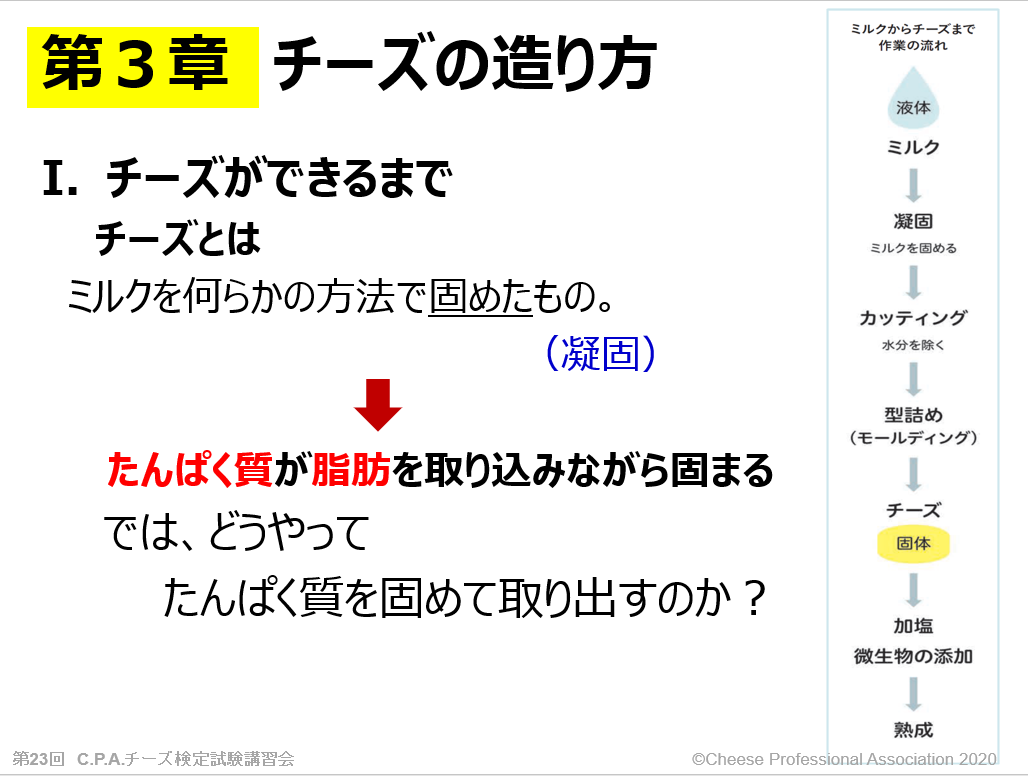 第３章 チーズの造り方
Ⅰ. チーズができるまで
チーズとは
ミルクを何らかの方法で固めたもの。
（凝固）
たんぱく質が脂肪を取り込みながら固まる
では、どうやって
たんぱく質を固めて取り出すのか？
ミルクからチーズまで
作業の流れ
液体
ミルク
凝固
ミルクを固める
カッティング
水分を除く
型詰め
（モールディング）
チーズ
固体
加塩
微生物の添加
熟成
第23回 C.P.A.チーズ検定試験講習会
©Cheese Professional Association 2020